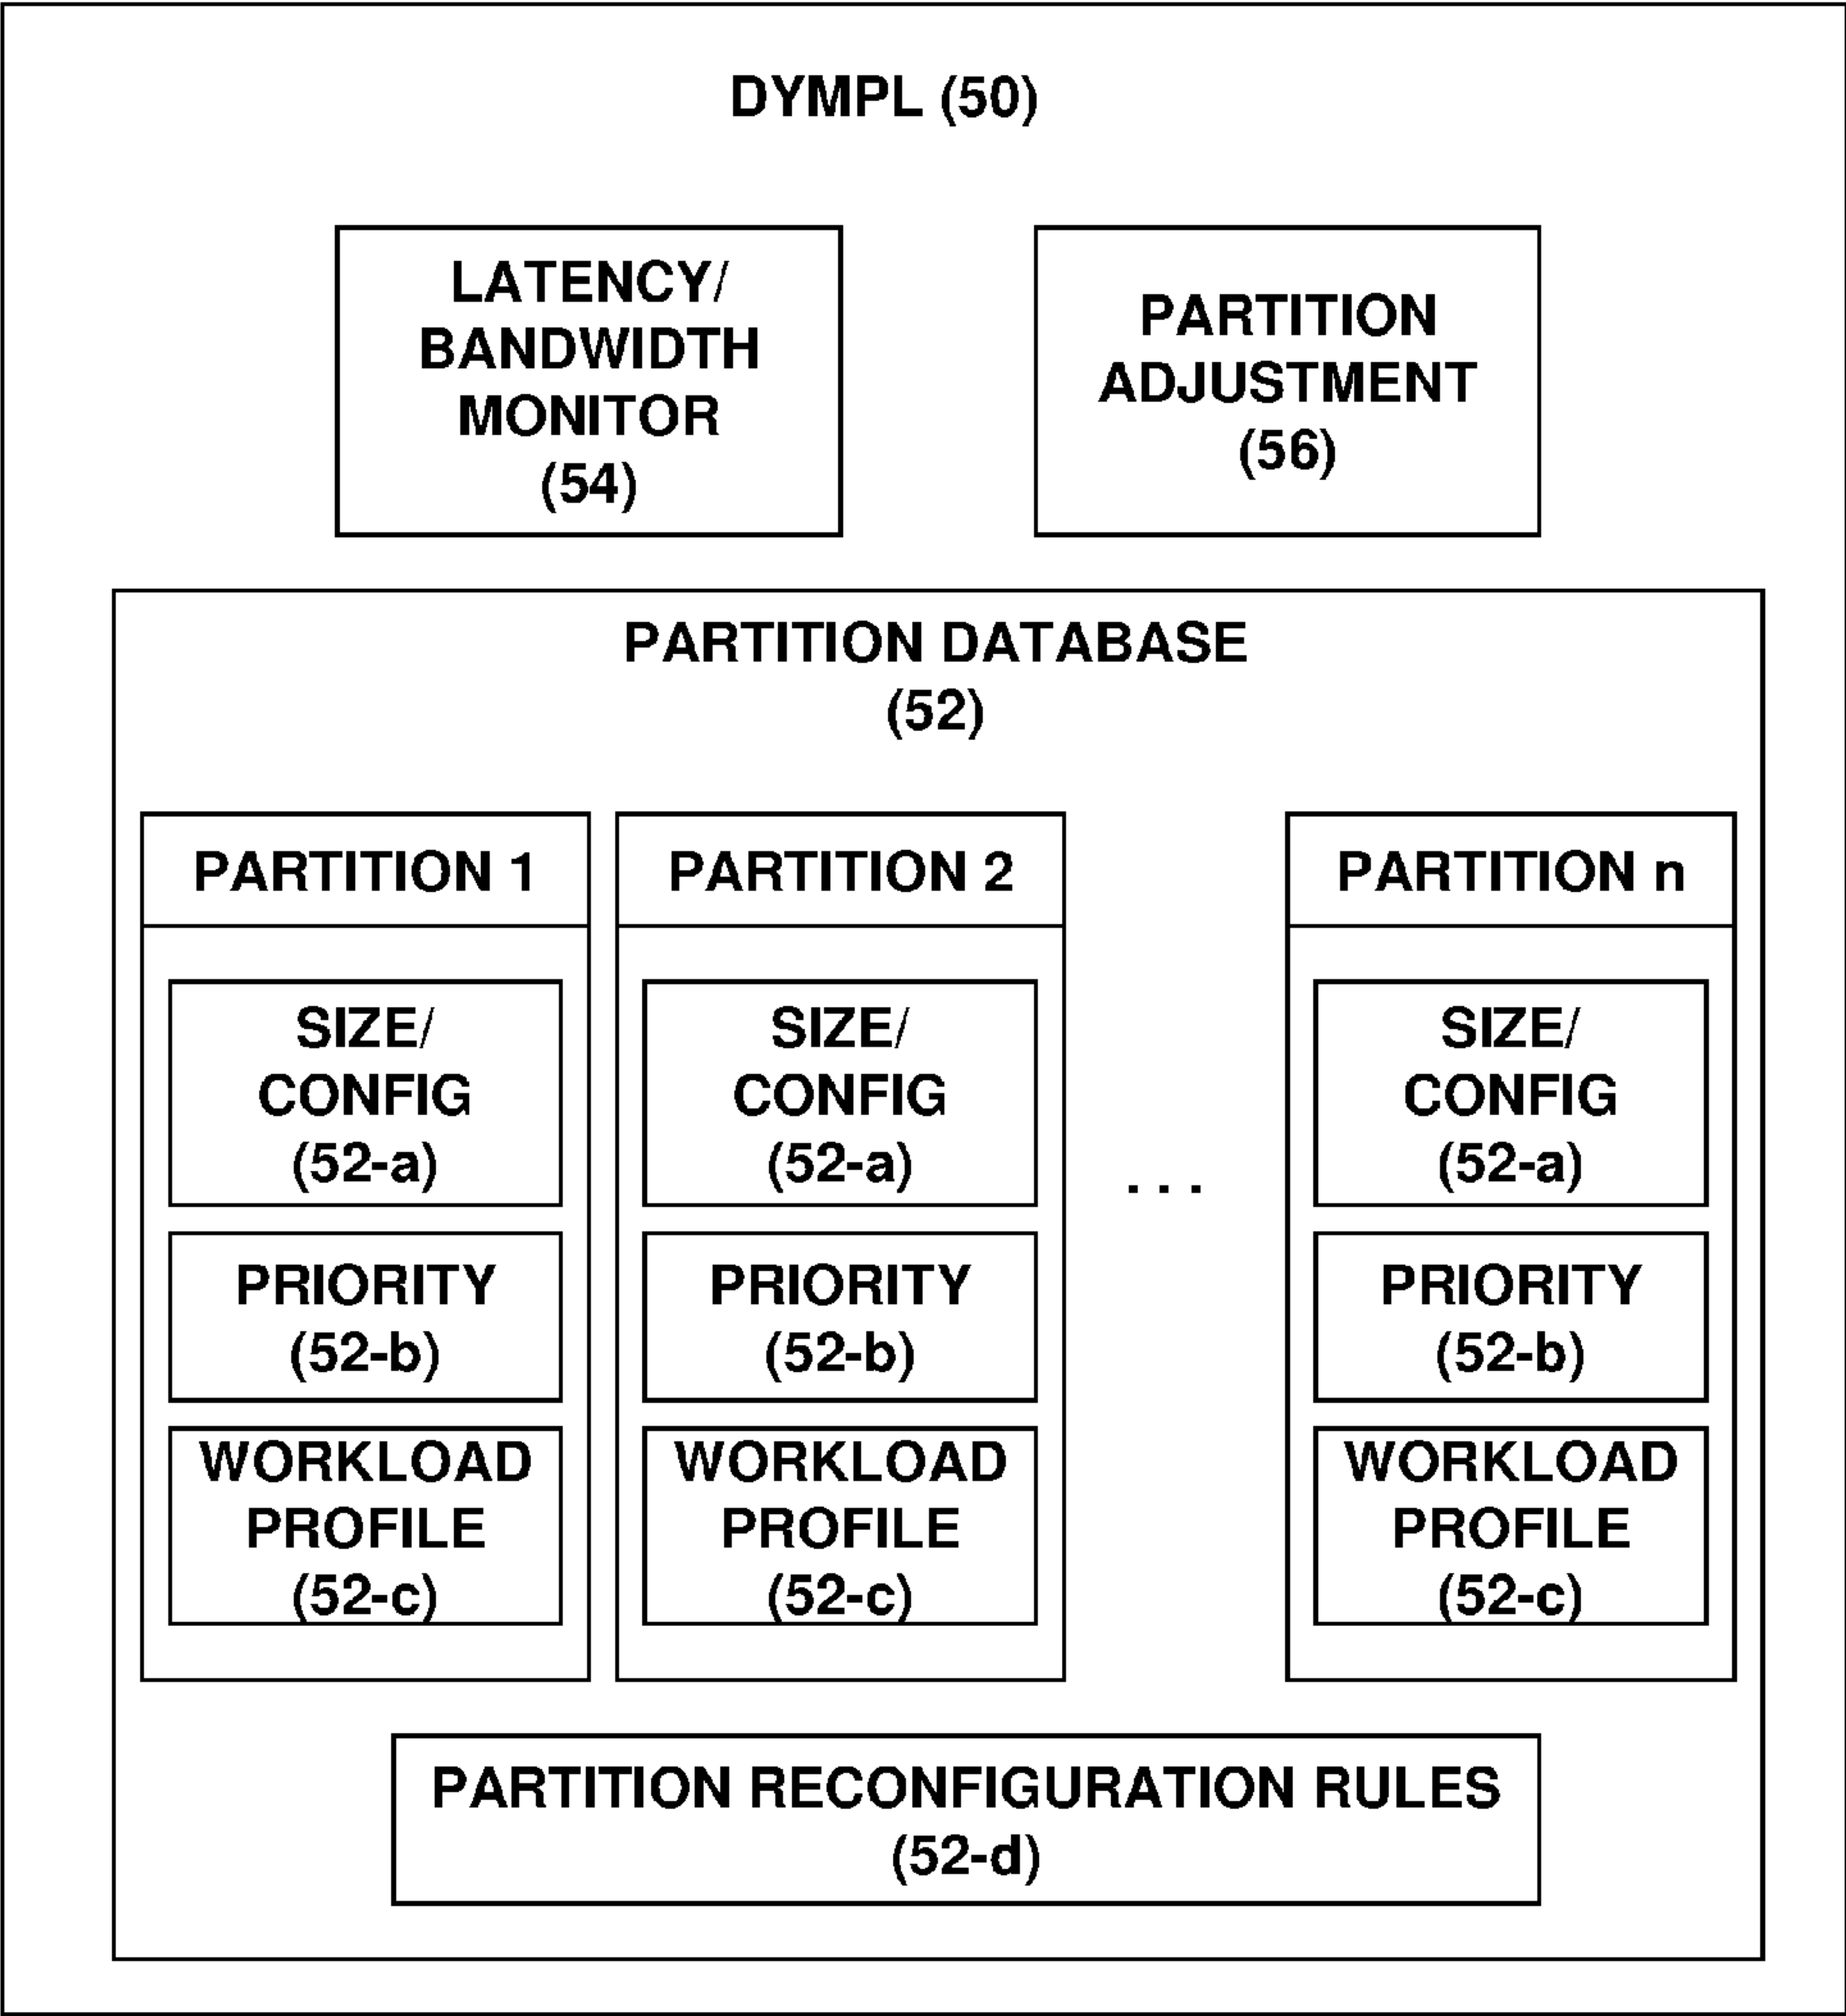 DYMPL (50)
LATENCY/
BANDWIDTH
MONITOR
(54)
PARTITION
ADJUSTMENT
(56)
PARTITION DATABASE
(52)
PARTITION 1
SIZE/
CONFIG
(52-a)
PRIORITY
(52-b)
WORKLOAD
PROFILE
(52-c)
PARTITION 2
SIZE/
CONFIG
(52-a)
PRIORITY
(52-b)
WORKLOAD
PROFILE
(52-c)
. . .
PARTITION n
SIZE/
CONFIG
(52-a)
PRIORITY
(52-b)
WORKLOAD
PROFILE
(52-c)
PARTITION RECONFIGURATION RULES
(52-d)